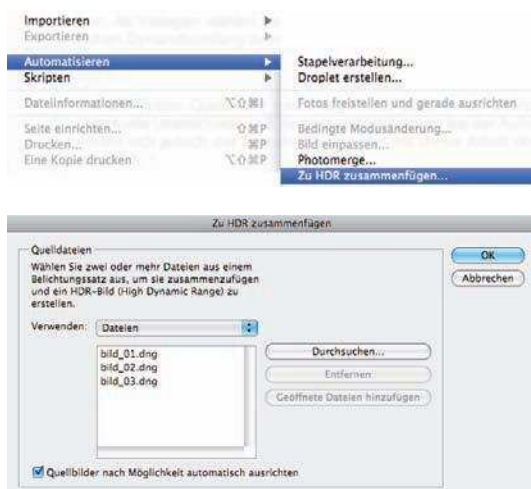 Importieren
Exportieren
Automatisieren
Skripten
Dateiinformationen... ⌥⇧⌘I
Seite einrichten... ⇧⌘P
Drucken... ⌘P
Eine Kopie drucken ⌥⇧⌘P
Stapelverarbeitung...
Droplet erstellen...
Fotos freistellen und gerade ausrichten
Bedingte Modusänderung...
Bild einpassen...
Photomerge...
Zu HDR zusammenfügen...
Zu HDR zusammenfügen
Quelldateien
Wählen Sie zwei oder mehr Dateien aus einem
Belichtungssatz aus, um sie zusammenzufügen
und ein HDR-Bild (High Dynamic Range) zu
erstellen.
Verwenden: Dateien
bild_01.dng
bild_02.dng
bild_03.dng
Durchsuchen...
Entfernen
Geöffnete Dateien hinzufügen
Quellbilder nach Möglichkeit automatisch ausrichten
OK
Abbrechen